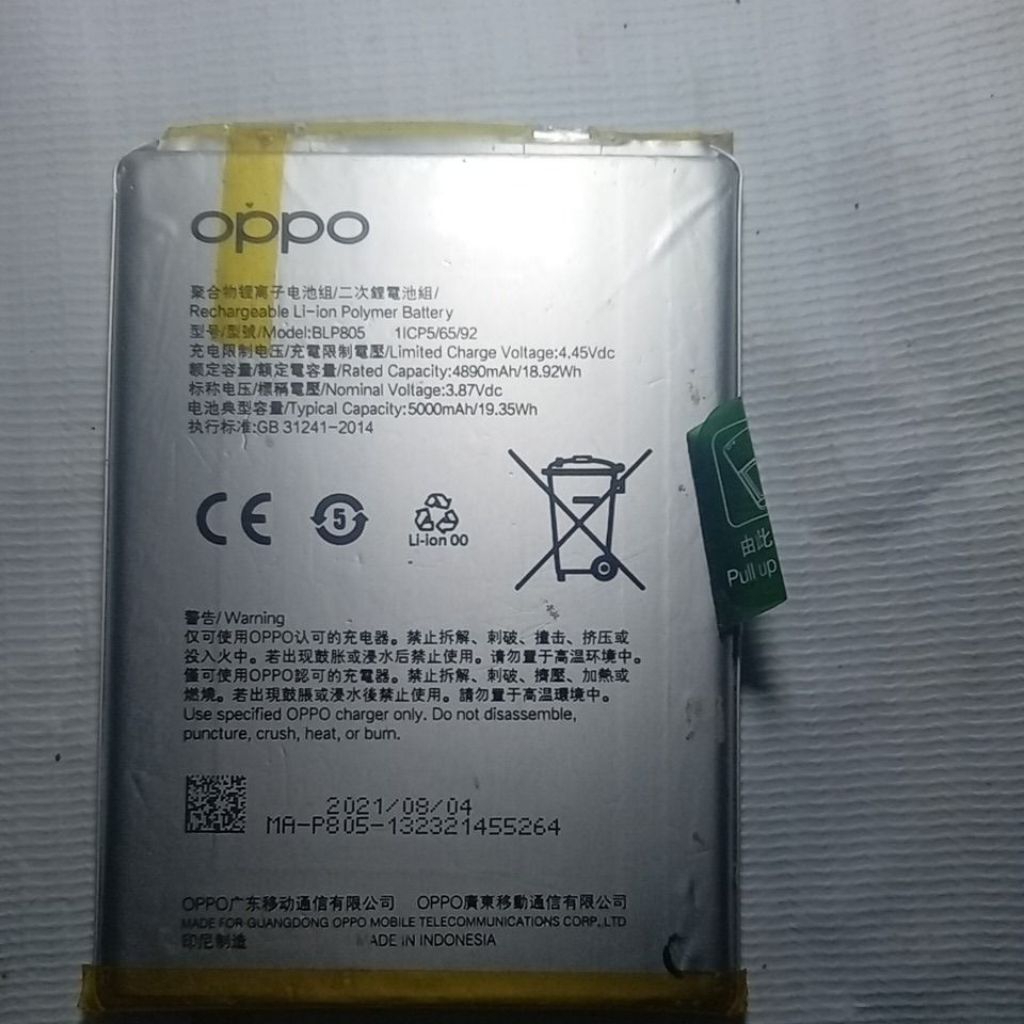 oppo
聚合物锂离子电池组/二次鋰電池組/
Rechargeable Li-ion Polymer Battery
型号/型號/Model:BLP805 1ICP5/65/92
充电限制电压/充電限制電壓/Limited Charge Voltage:4.45Vdc
额定容量/額定電容量/Rated Capacity:4890mAh/18.92Wh
标称电压/標稱電壓/Nominal Voltage:3.87Vdc
电池典型容量/Typical Capacity:5000mAh/19.35Wh
执行标准:GB 31241-2014
CE
5
Li-ion 00
由此
Pull up
警告/Warning
仅可使用OPPO认可的充电器。禁止拆解、刺破、撞击、挤压或
投入火中。若出现鼓胀或浸水后禁止使用。请勿置于高温环境中。
僅可使用OPPO認可的充電器。禁止拆解、刺破、擠壓、加熱或
燃燒。若出現鼓脹或浸水後禁止使用。請勿置于高溫環境中。
Use specified OPPO charger only. Do not disassemble,
puncture, crush, heat, or burn.
2021/08/04
MA-P805-132321455264
OPPO广东移动通信有限公司 OPPO廣東移動通信有限公司
MADE FOR GUANGDONG OPPO MOBILE TELECOMMUNICATIONS CORP.,LTD
印尼制造 ADE IN INDONESIA